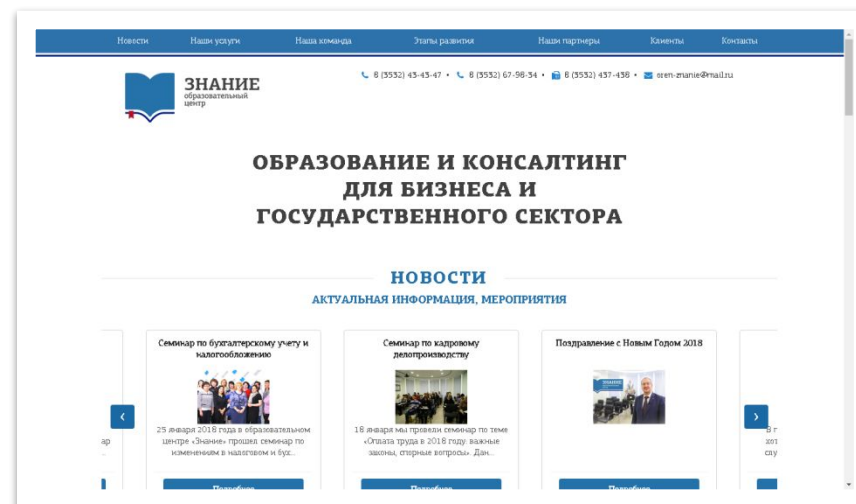 Новости Наши услуги Наша команда Этапы развития Наши партнеры Клиенты Контакты
ЗНАНИЕ
образовательный
центр
8 (3532) 43-43-47 • 8 (3532) 67-98-34 • 8 (3532) 437-438 • oren-znanie@mail.ru
ОБРАЗОВАНИЕ И КОНСАЛТИНГ
ДЛЯ БИЗНЕСА И
ГОСУДАРСТВЕННОГО СЕКТОРА
НОВОСТИ
АКТУАЛЬНАЯ ИНФОРМАЦИЯ, МЕРОПРИЯТИЯ
Семинар по бухгалтерскому учету и
налогообложению
25 января 2018 года в образовательном
центре «Знание» прошел семинар по
изменениям в налоговом и бух...
Подробнее
Семинар по кадровому
делопроизводству
18 января мы провели семинар по теме
«Оплата труда в 2018 году: важные
законы, спорные вопросы». Дан...
Подробнее
Поздравление с Новым Годом 2018
ЗНАНИЕ
Подробнее